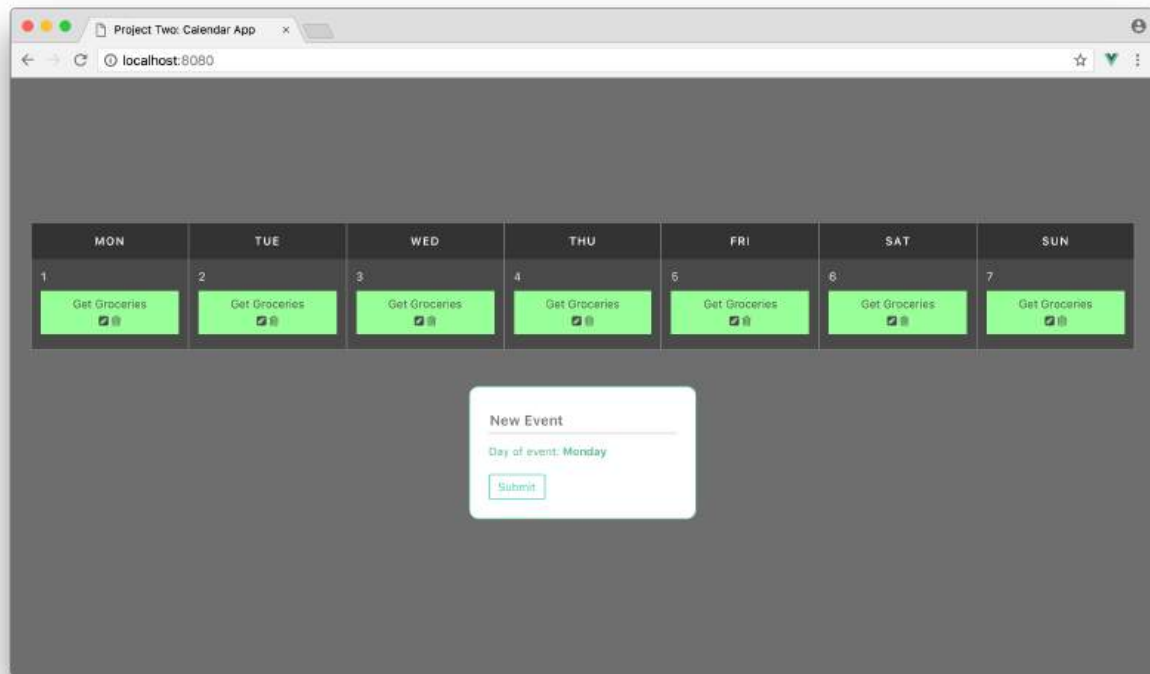 Project Two: Calendar App
localhost:8080
MON TUE WED THU FRI SAT SUN
1 2 3 4 5 6 7
Get Groceries Get Groceries Get Groceries Get Groceries Get Groceries Get Groceries Get Groceries
New Event
Day of event: Monday
Submit